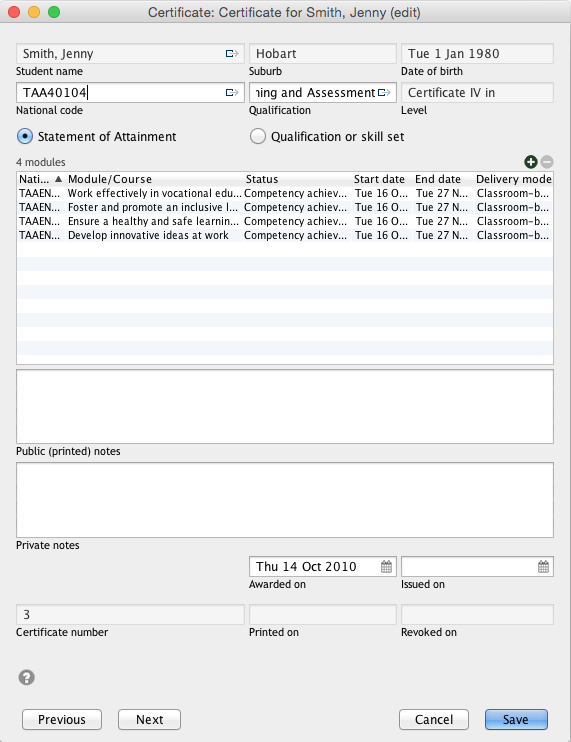 Certificate: Certificate for Smith, Jenny (edit)
Smith, Jenny Hobart Tue 1 Jan 1980
Student name Suburb Date of birth
TAA40104 ning and Assessment Certificate IV in
National code Qualification Level
Statement of Attainment Qualification or skill set
4 modules
Nati... Module/Course Status Start date End date Delivery mode
TAAEN... Work effectively in vocational edu... Competency achiev... Tue 16 O... Tue 27 N... Classroom-b...
TAAEN... Foster and promote an inclusive l... Competency achiev... Tue 16 O... Tue 27 N... Classroom-b...
TAAEN... Ensure a healthy and safe learnin... Competency achiev... Tue 16 O... Tue 27 N... Classroom-b...
TAAEN... Develop innovative ideas at work Competency achiev... Tue 16 O... Tue 27 N... Classroom-b...
Public (printed) notes
Private notes
Thu 14 Oct 2010
Awarded on Issued on
3
Certificate number Printed on Revoked on
?
Previous Next Cancel Save